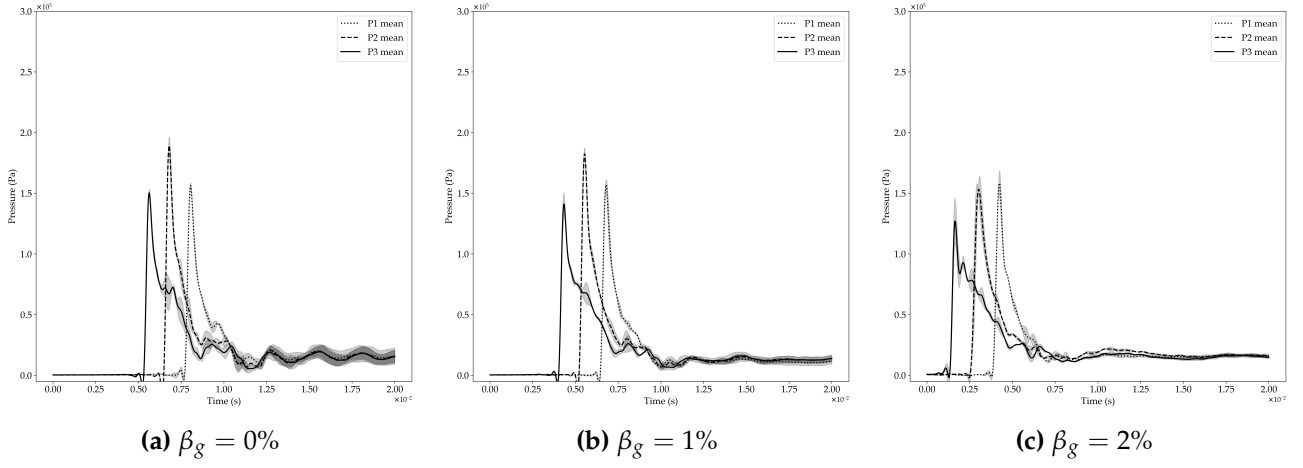 ×10⁵
3.0
2.5
2.0
1.5
1.0
0.5
0.0
Pressure (Pa)
P1 mean
P2 mean
P3 mean
0.00 0.25 0.50 0.75 1.00 1.25 1.50 1.75 2.00
Time (s)
×10⁻²
(a) β_g = 0%
×10⁵
3.0
2.5
2.0
1.5
1.0
0.5
0.0
Pressure (Pa)
P1 mean
P2 mean
P3 mean
0.00 0.25 0.50 0.75 1.00 1.25 1.50 1.75 2.00
Time (s)
×10⁻²
(b) β_g = 1%
×10⁵
3.0
2.5
2.0
1.5
1.0
0.5
0.0
Pressure (Pa)
P1 mean
P2 mean
P3 mean
0.00 0.25 0.50 0.75 1.00 1.25 1.50 1.75 2.00
Time (s)
×10⁻²
(c) β_g = 2%